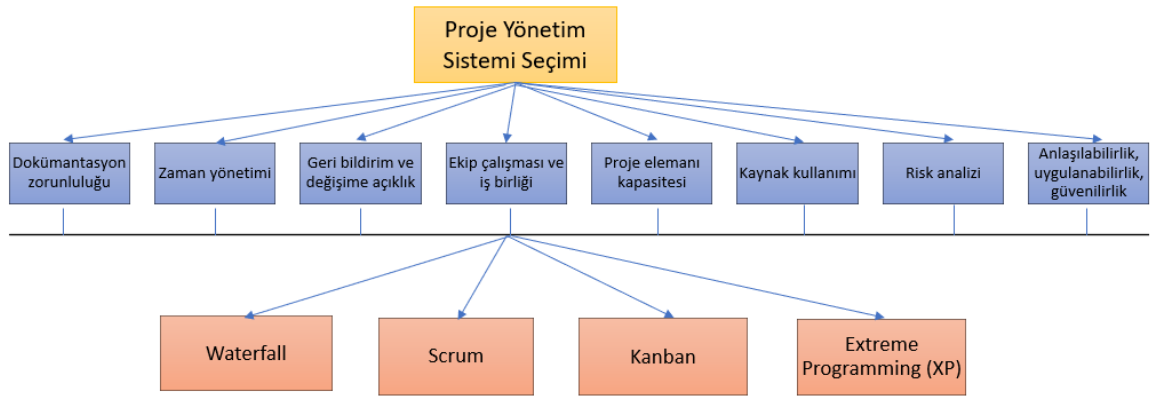 Proje Yönetim
Sistemi Seçimi
Dokümantasyon
zorunluluğu
Zaman yönetimi
Geri bildirim ve
değişime açıklık
Ekip çalışması ve
iş birliği
Proje elemanı
kapasitesi
Kaynak kullanımı
Risk analizi
Anlaşılabilirlik,
uygulanabilirlik,
güvenilirlik
Waterfall
Scrum
Kanban
Extreme
Programming (XP)